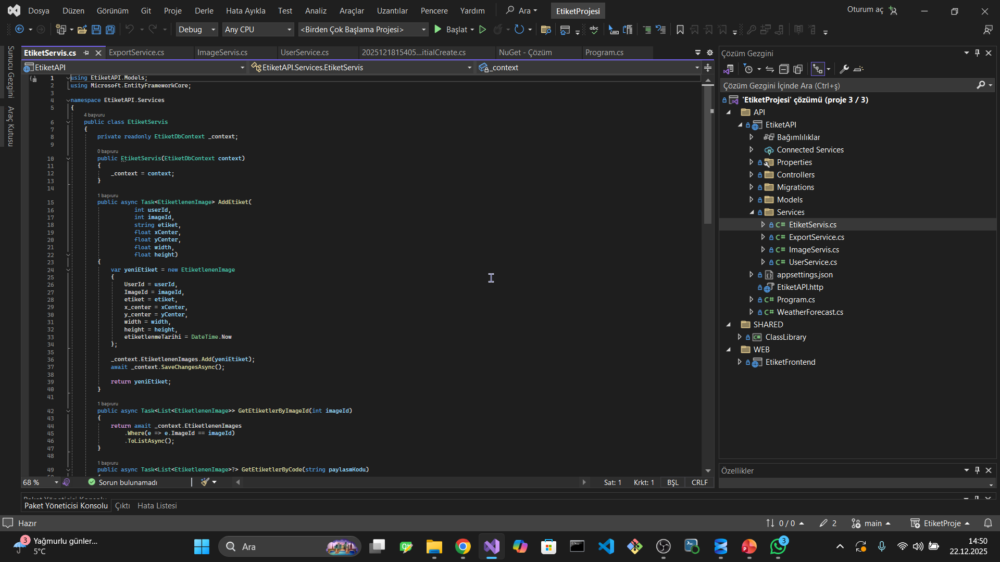 Dosya Düzen Görünüm Git Proje Derle Hata Ayıkla Test Analiz Araçlar Uzantılar Pencere Yardım Ara EtiketProjesi Oturum aç
Debug Any CPU <Birden Çok Başlama Projesi> Başlat
Sunucu Gezgini
Araç Kutusu
EtiketServis.cs ExportService.cs ImageServis.cs UserService.cs 2025121815405...itialCreate.cs NuGet - Çözüm Program.cs
EtiketAPI EtiketAPI.Services.EtiketServis _context
1 using EtiketAPI.Models;
2 using Microsoft.EntityFrameworkCore;
3
4 namespace EtiketAPI.Services
5 {
4 başvuru
6 public class EtiketServis
7 {
8 private readonly EtiketDbContext _context;
9
0 başvuru
10 public EtiketServis(EtiketDbContext context)
11 {
12 _context = context;
13 }
14
1 başvuru
15 public async Task<EtiketlenenImage> AddEtiket(
16 int userId,
17 int imageId,
18 string etiket,
19 float xCenter,
20 float yCenter,
21 float width,
22 float height)
23 {
24 var yeniEtiket = new EtiketlenenImage
25 {
26 UserId = userId,
27 ImageId = imageId,
28 etiket = etiket,
29 x_center = xCenter,
30 y_center = yCenter,
31 width = width,
32 height = height,
33 etiketlenmeTarihi = DateTime.Now
34 };
35
36 _context.EtiketlenenImages.Add(yeniEtiket);
37 await _context.SaveChangesAsync();
38
39 return yeniEtiket;
40 }
41
1 başvuru
42 public async Task<List<EtiketlenenImage>> GetEtiketlerByImageId(int imageId)
43 {
44 return await _context.EtiketlenenImages
45 .Where(e => e.ImageId == imageId)
46 .ToListAsync();
47 }
48
1 başvuru
49 public async Task<List<EtiketlenenImage>?> GetEtiketlerByCode(string paylasmKodu)
68 % Sorun bulunamadı Sat: 1 Krkt: 1 BŞL CRLF
Paket Yöneticisi Konsolu Çıktı Hata Listesi
Çözüm Gezgini
Çözüm Gezgini İçinde Ara (Ctrl+ş)
'EtiketProjesi' çözümü (proje 3 / 3)
API
EtiketAPI
Bağımlılıklar
Connected Services
Properties
Controllers
Migrations
Models
Services
EtiketServis.cs
ExportService.cs
ImageServis.cs
UserService.cs
appsettings.json
EtiketAPI.http
Program.cs
WeatherForecast.cs
SHARED
ClassLibrary
WEB
EtiketFrontend
Özellikler
Hazır 0 / 0 2 main EtiketProje
3 Yağmurlu günler...
5°C
Ara
3
14:50
22.12.2025